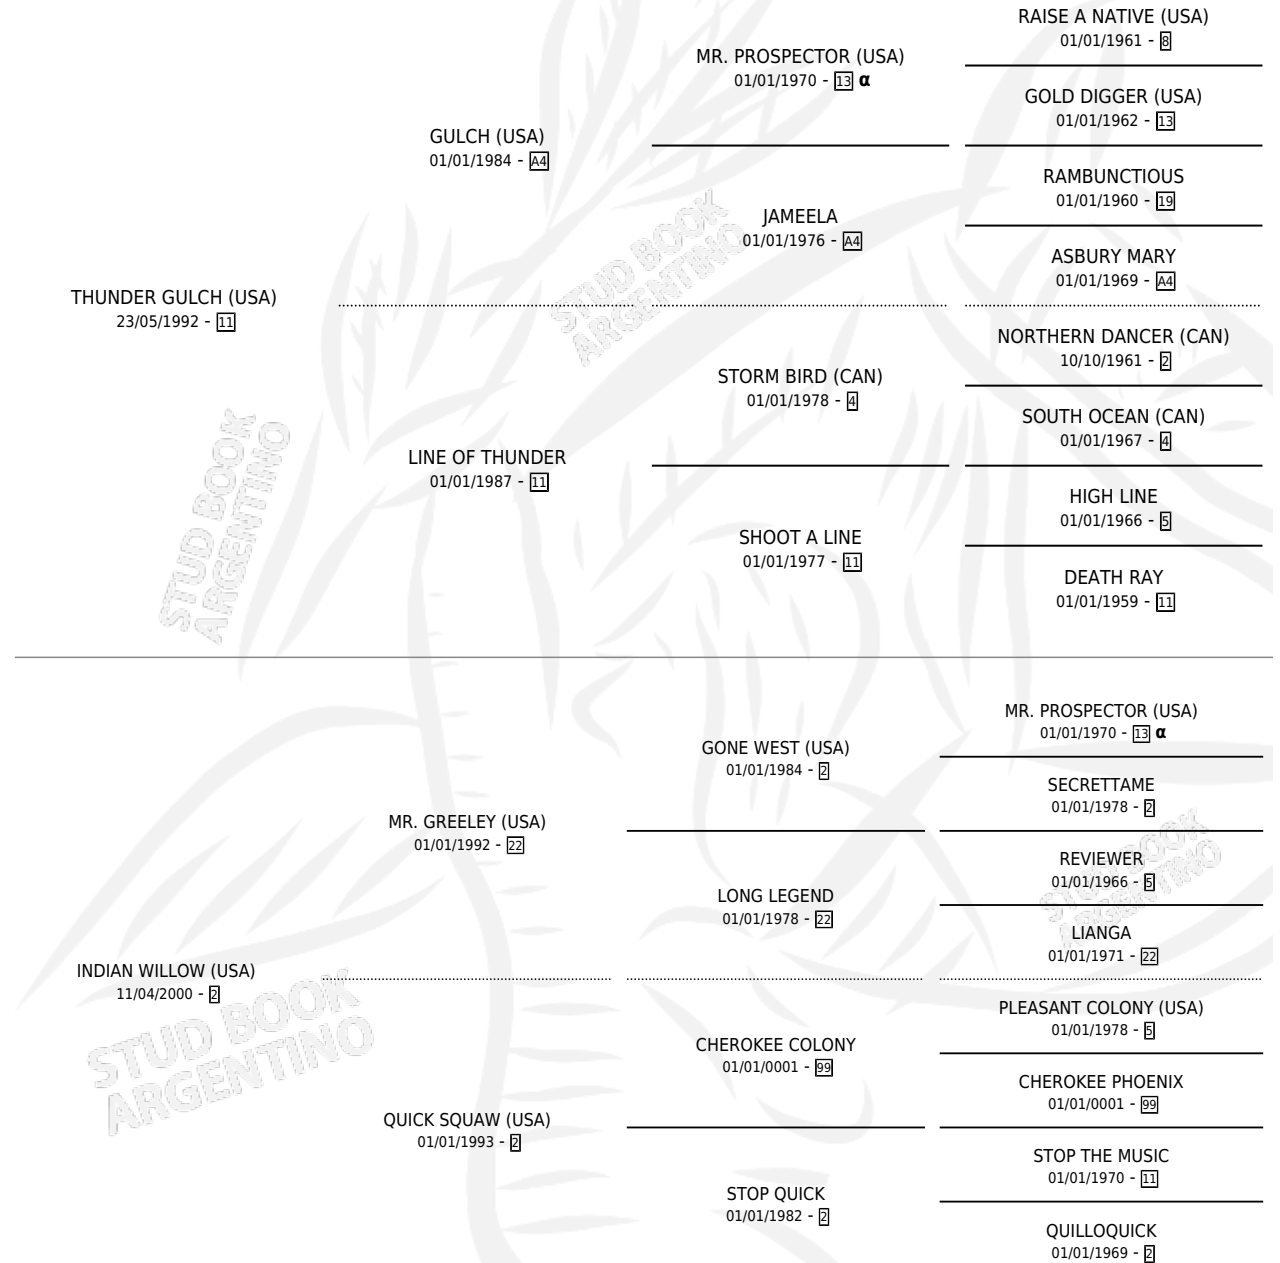 RAISE A NATIVE (USA)
01/01/1961 - 8
MR. PROSPECTOR (USA)
01/01/1970 - 13 α
GOLD DIGGER (USA)
01/01/1962 - 13
GULCH (USA)
01/01/1984 - A4
RAMBUNCTIOUS
01/01/1960 - 19
JAMEELA
01/01/1976 - A4
ASBURY MARY
01/01/1969 - A4
THUNDER GULCH (USA)
23/05/1992 - 11
NORTHERN DANCER (CAN)
10/10/1961 - 2
STORM BIRD (CAN)
01/01/1978 - 4
SOUTH OCEAN (CAN)
01/01/1967 - 4
LINE OF THUNDER
01/01/1987 - 11
HIGH LINE
01/01/1966 - 5
SHOOT A LINE
01/01/1977 - 11
DEATH RAY
01/01/1959 - 11
MR. PROSPECTOR (USA)
01/01/1970 - 13 α
GONE WEST (USA)
01/01/1984 - 2
SECRETTAME
01/01/1978 - 2
MR. GREELEY (USA)
01/01/1992 - 22
REVIEWER
01/01/1966 - 5
LONG LEGEND
01/01/1978 - 22
LIANGA
01/01/1971 - 22
INDIAN WILLOW (USA)
11/04/2000 - 2
PLEASANT COLONY (USA)
01/01/1978 - 5
CHEROKEE COLONY
01/01/0001 - 99
CHEROKEE PHOENIX
01/01/0001 - 99
QUICK SQUAW (USA)
01/01/1993 - 2
STOP THE MUSIC
01/01/1970 - 11
STOP QUICK
01/01/1982 - 2
QUILLOQUICK
01/01/1969 - 2
STUD BOOK
ARGENTINO
STUD BOOK
ARGENTINO
STUD BOOK
ARGENTINO
STUD BOOK
ARGENTINO